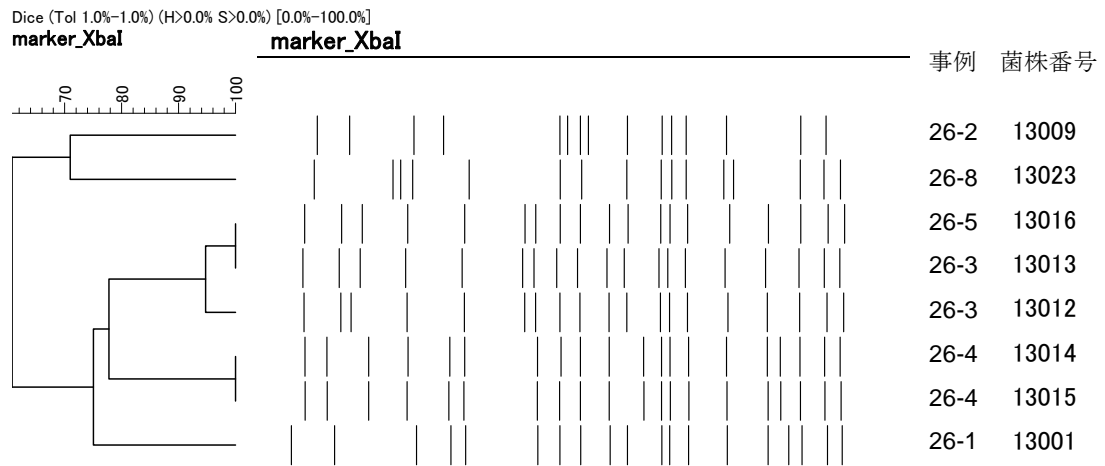 Dice (Tol 1.0%-1.0%) (H>0.0% S>0.0%) [0.0%-100.0%]
marker_XbaI marker_XbaI
事例 菌株番号
70 80 90 100
26-2 13009
26-8 13023
26-5 13016
26-3 13013
26-3 13012
26-4 13014
26-4 13015
26-1 13001